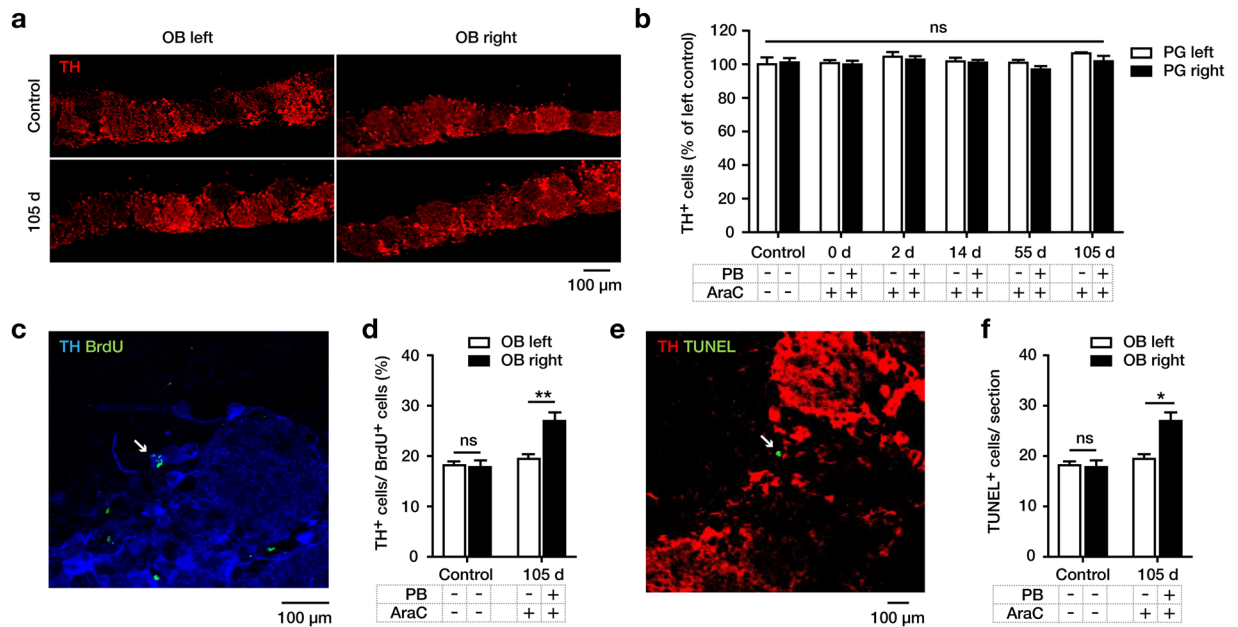 a
OB left
OB right
TH
Control
105 d
100 µm
b
TH+ cells (% of left control)
120
100
80
60
40
20
0
ns
PG left
PG right
Control 0 d 2 d 14 d 55 d 105 d
PB - - - + - + - + - + - +
AraC - - + + + + + + + + + +
c
TH BrdU
100 µm
d
TH+ cells/ BrdU+ cells (%)
OB left
OB right
40
30
20
10
0
ns
**
Control 105 d
PB - - - +
AraC - - + +
e
TH TUNEL
100 µm
f
TUNEL+ cells/ section
OB left
OB right
40
30
20
10
0
ns
*
Control 105 d
PB - - - +
AraC - - + +